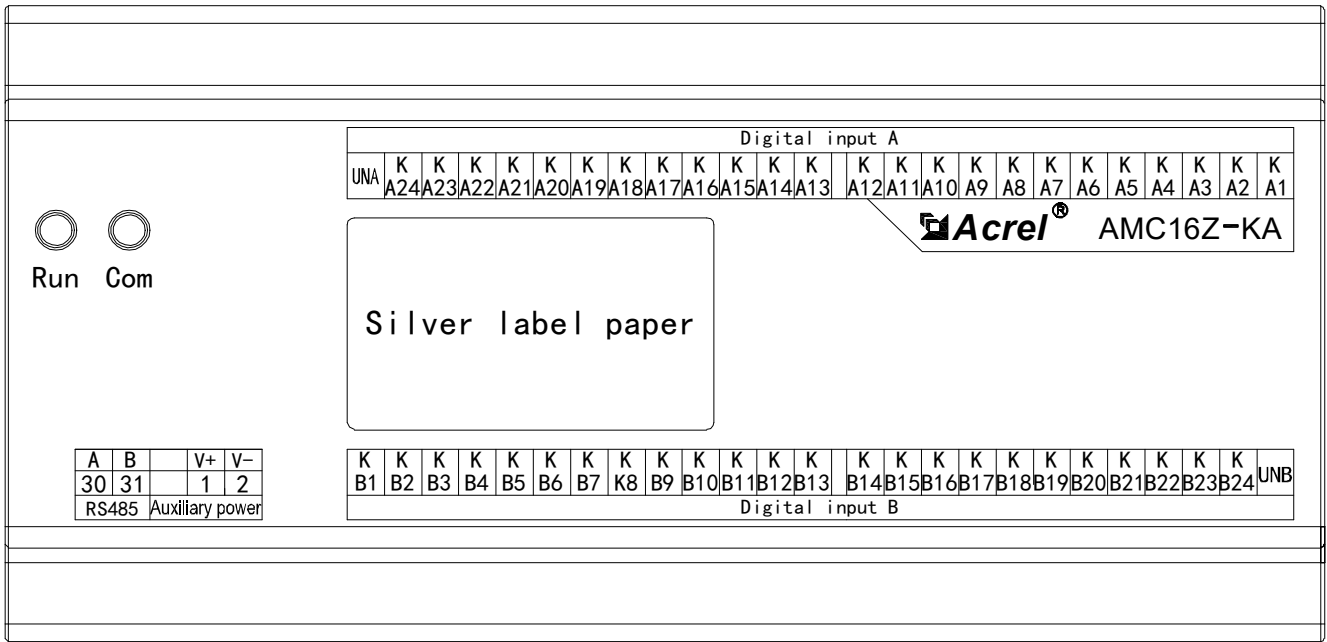 Digital input A
UNA K K K K K K K K K K K K K K K K K K K K K K K K
A24 A23 A22 A21 A20 A19 A18 A17 A16 A15 A14 A13 A12 A11 A10 A9 A8 A7 A6 A5 A4 A3 A2 A1
Acrel® AMC16Z-KA
Run Com
Silver label paper
A B V+ V-
30 31 1 2
RS485 Auxiliary power
K K K K K K K K K K K K K K K K K K K K K K K K UNB
B1 B2 B3 B4 B5 B6 B7 K8 B9 B10 B11 B12 B13 B14 B15 B16 B17 B18 B19 B20 B21 B22 B23 B24
Digital input B